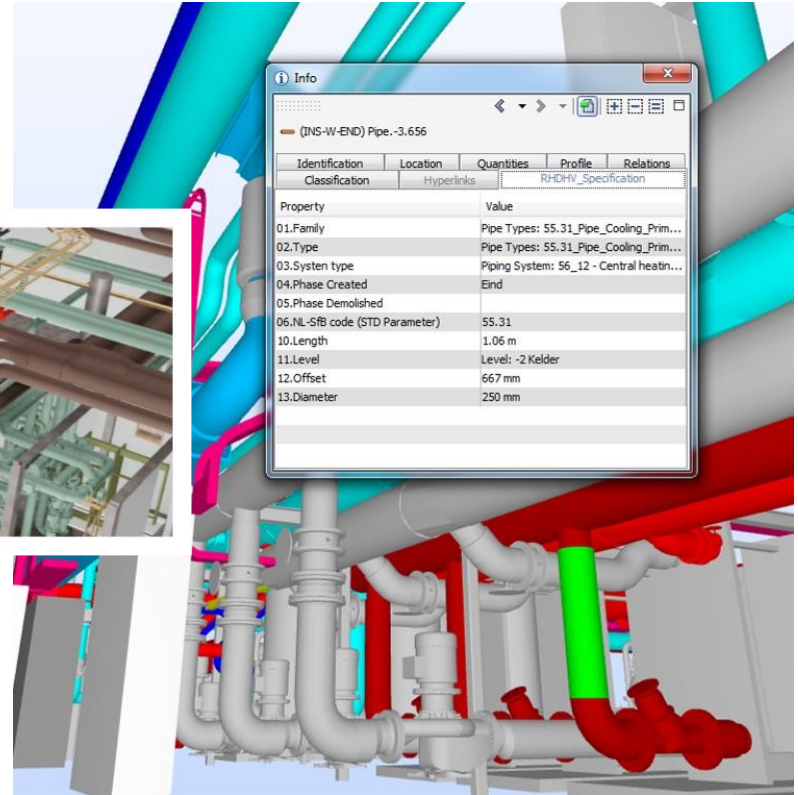 Info
(INS-W-END) Pipe.-3.656
Identification Location Quantities Profile Relations
Classification Hyperlinks RHDHV_Specification
Property Value
01.Family Pipe Types: 55.31_Pipe_Cooling_Prim...
02.Type Pipe Types: 55.31_Pipe_Cooling_Prim...
03.Systen type Piping System: 56_12 - Central heatin...
04.Phase Created Eind
05.Phase Demolished
06.NL-SfB code (STD Parameter) 55.31
10.Length 1.06 m
11.Level Level: -2 Kelder
12.Offset 667 mm
13.Diameter 250 mm